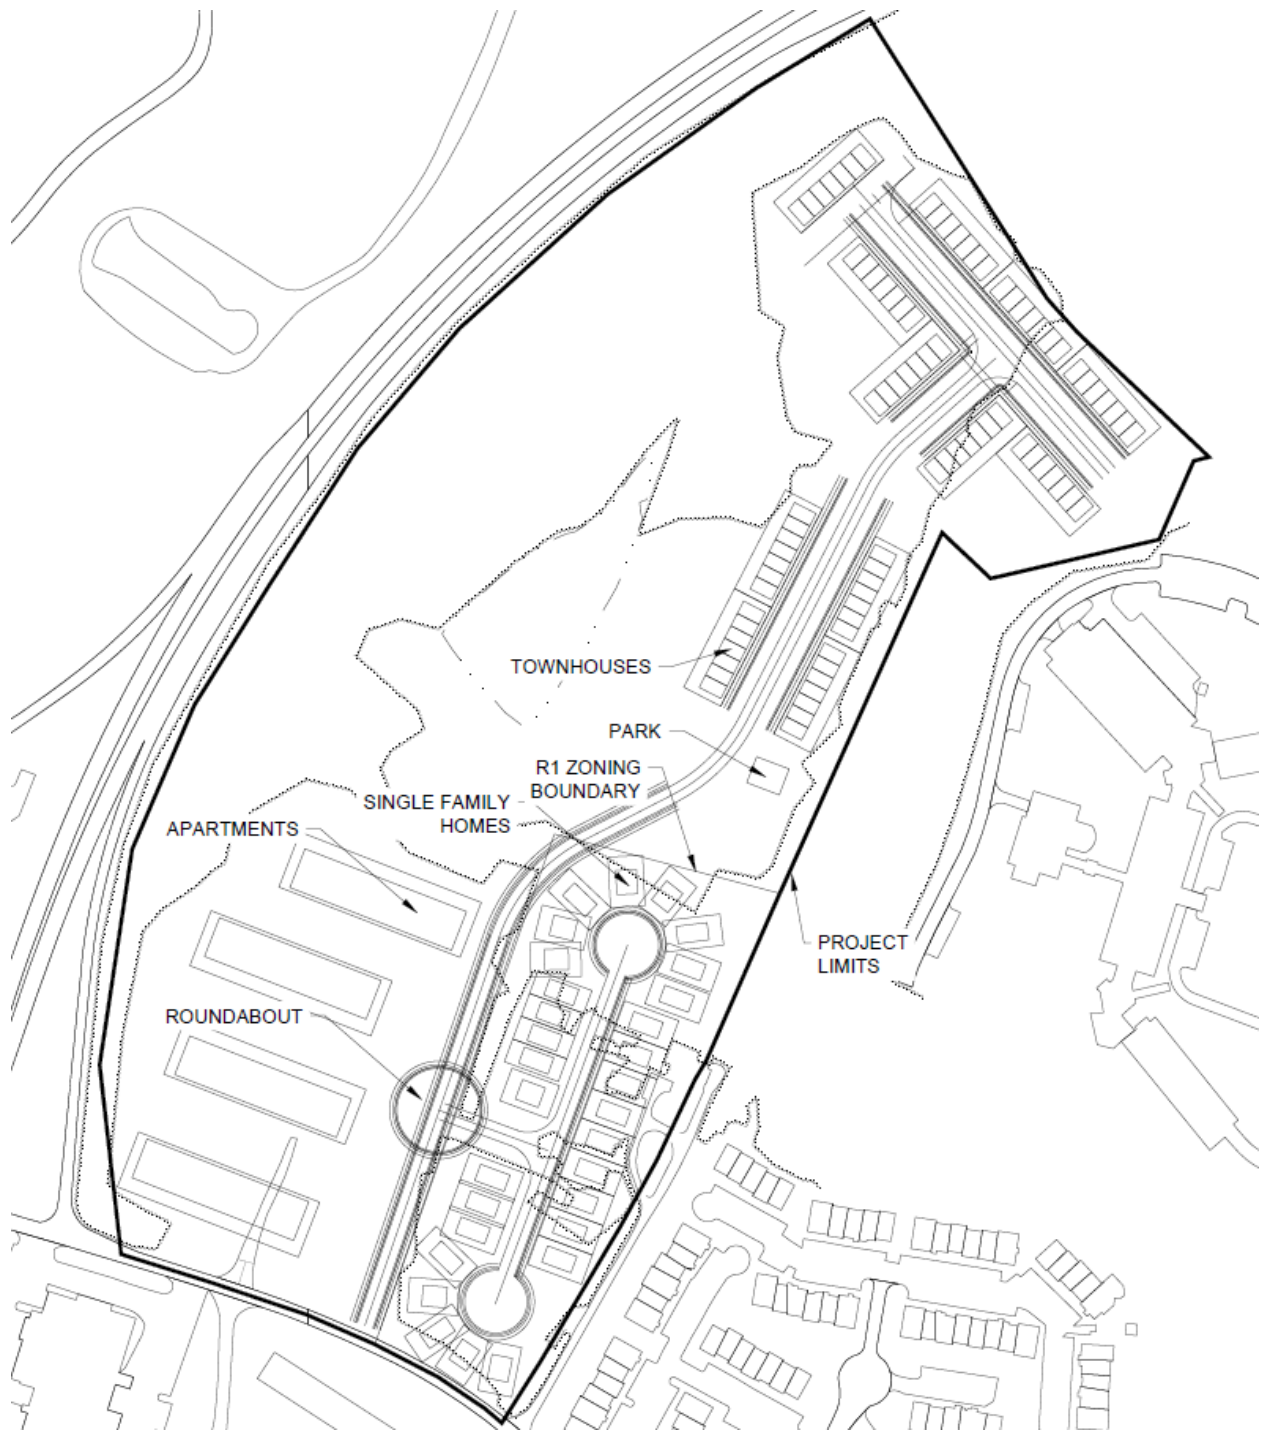 TOWNHOUSES
PARK
R1 ZONING
BOUNDARY
SINGLE FAMILY
HOMES
APARTMENTS
PROJECT
LIMITS
ROUNDABOUT